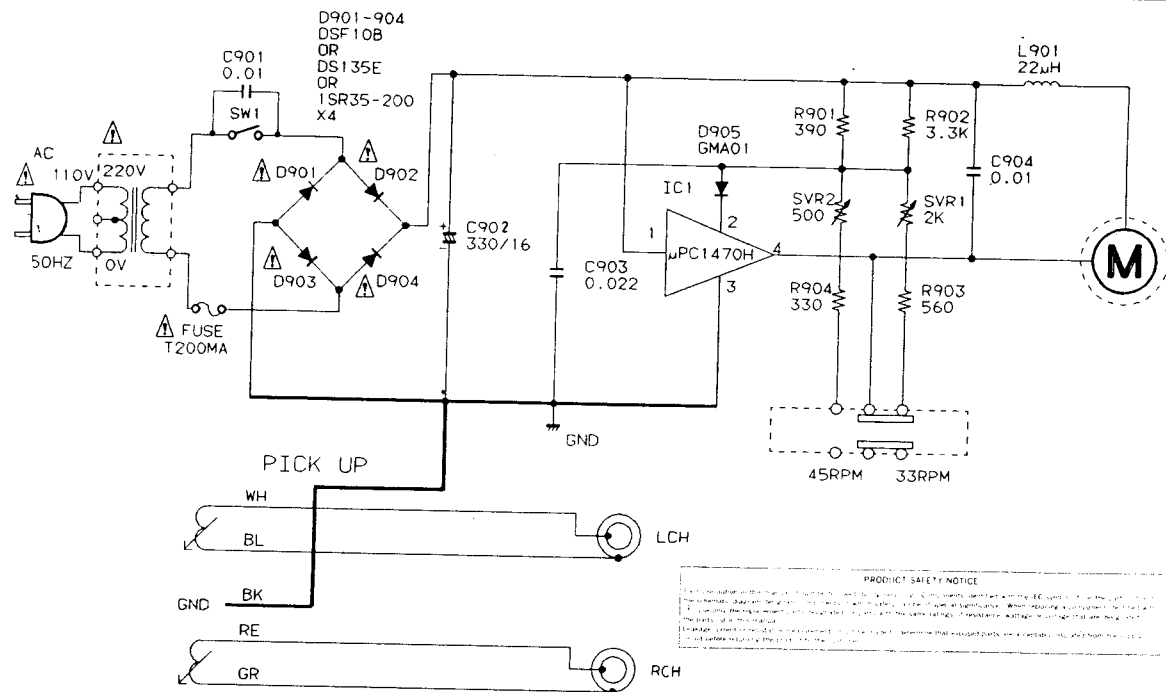 D901-904
DSF10B
OR
DS135E
OR
1SR35-200
X4
C901
0.01
SW1
L901
22µH
R901
390
R902
3.3K
D905
GMA01
C904
0.01
AC
110V
220V
D901
D902
IC1
SVR2
500
SVR1
2K
C902
330/16
+
-
1
2
µPC1470H
4
3
M
50HZ
0V
D903
D904
C903
0.022
R904
330
R903
560
FUSE
T200MA
GND
45RPM
33RPM
PICK UP
WH
BL
LCH
GND
BK
RE
GR
RCH
PRODUCT SAFETY NOTICE